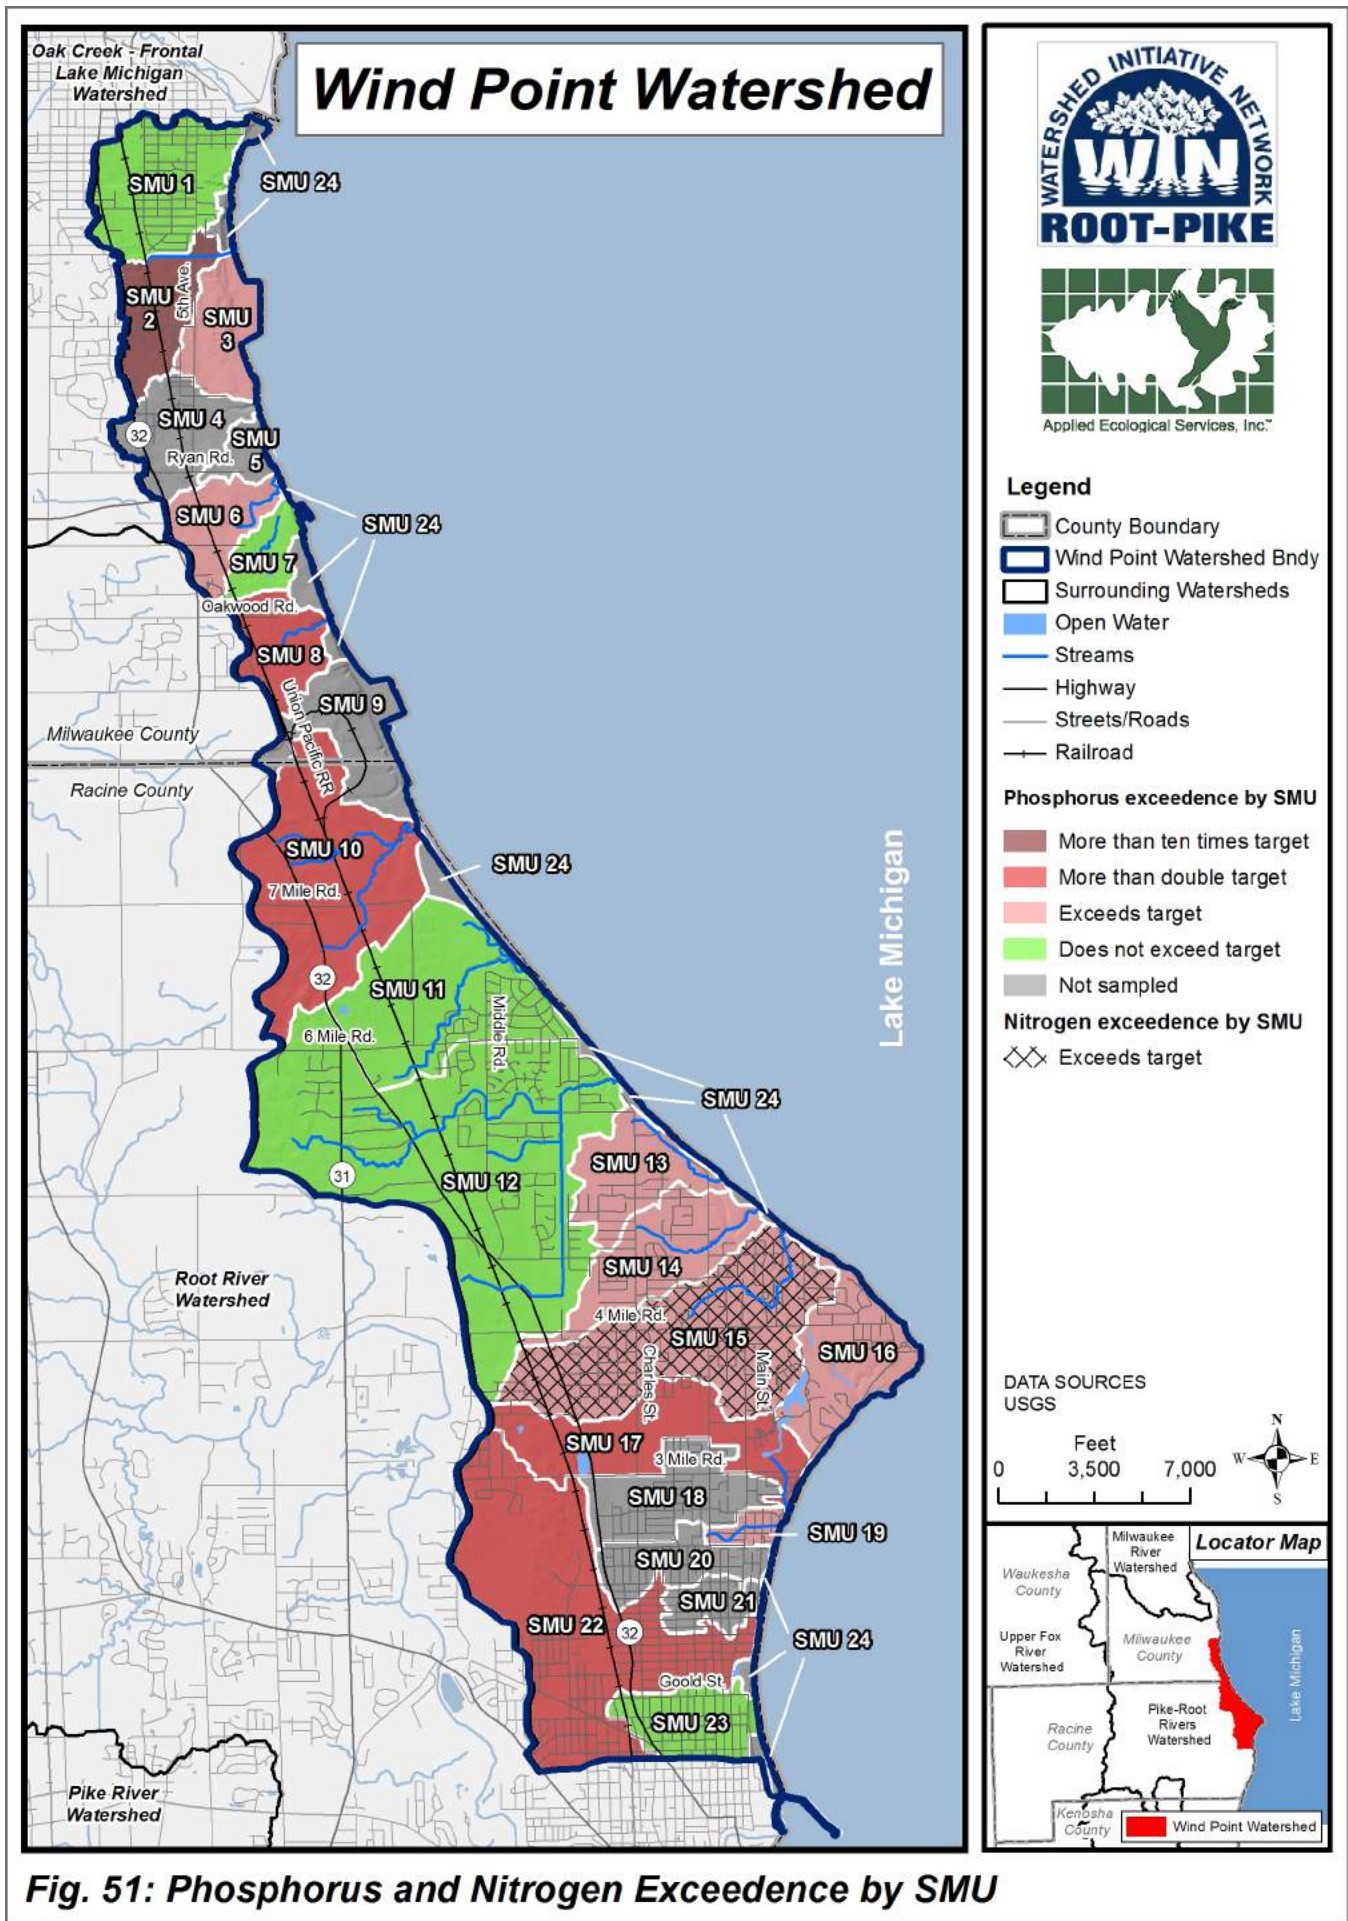 Wind Point Watershed
Oak Creek - Frontal
Lake Michigan
Watershed
SMU 1
SMU 24
SMU
2
5th Ave.
SMU
3
SMU 4
32
Ryan Rd.
SMU
5
SMU 6
SMU 24
SMU 7
Oakwood Rd.
SMU 8
Union Pacific RR
SMU 9
Milwaukee County
Racine County
SMU 10
7 Mile Rd.
SMU 24
32
SMU 11
6 Mile Rd.
Middle Rd.
Lake Michigan
SMU 24
SMU 13
31
SMU 12
Root River
Watershed
SMU 14
4 Mile Rd.
SMU 15
Charles St.
Main St.
SMU 16
SMU 17
3 Mile Rd.
SMU 18
SMU 19
SMU 20
SMU 21
SMU 22
32
SMU 24
Goold St.
SMU 23
Pike River
Watershed
WATERSHED INITIATIVE NETWORK
WIN
ROOT-PIKE
Applied Ecological Services, Inc.™
Legend
County Boundary
Wind Point Watershed Bndy
Surrounding Watersheds
Open Water
Streams
Highway
Streets/Roads
Railroad
Phosphorus exceedence by SMU
More than ten times target
More than double target
Exceeds target
Does not exceed target
Not sampled
Nitrogen exceedence by SMU
Exceeds target
DATA SOURCES
USGS
Feet
0 3,500 7,000
N
W E
S
Locator Map
Milwaukee
River
Watershed
Waukesha
County
Upper Fox
River
Watershed
Milwaukee
County
Lake Michigan
Pike-Root
Rivers
Watershed
Racine
County
Kenosha
County
Wind Point Watershed
Fig. 51: Phosphorus and Nitrogen Exceedence by SMU